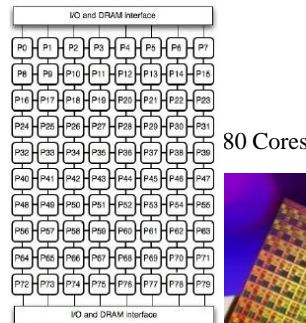 I/O and DRAM interface
P0 P1 P2 P3 P4 P5 P6 P7
P8 P9 P10 P11 P12 P13 P14 P15
P16 P17 P18 P19 P20 P21 P22 P23
P24 P25 P26 P27 P28 P29 P30 P31
80 Cores
P32 P33 P34 P35 P36 P37 P38 P39
P40 P41 P42 P43 P44 P45 P46 P47
P48 P49 P50 P51 P52 P53 P54 P55
P56 P57 P58 P59 P60 P61 P62 P63
P64 P65 P66 P67 P68 P69 P70 P71
P72 P73 P74 P75 P76 P77 P78 P79
I/O and DRAM interface